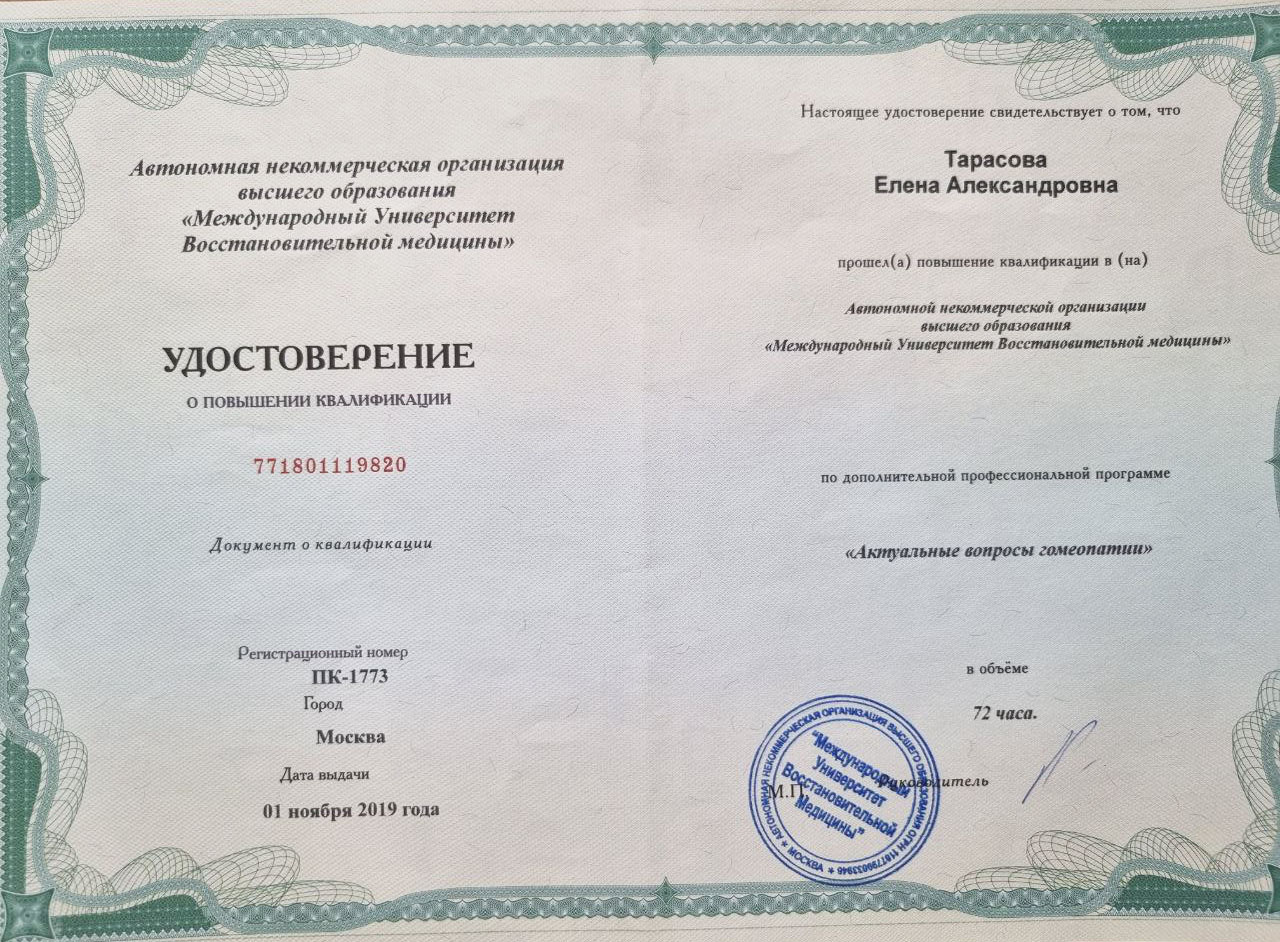 Автономная некоммерческая организация
высшего образования
«Международный Университет
Восстановительной медицины»
УДОСТОВЕРЕНИЕ
О ПОВЫШЕНИИ КВАЛИФИКАЦИИ
771801119820
Документ о квалификации
Регистрационный номер
ПК-1773
Город
Москва
Дата выдачи
01 ноября 2019 года
Настоящее удостоверение свидетельствует о том, что
Тарасова
Елена Александровна
прошел(а) повышение квалификации в (на)
Автономной некоммерческой организации
высшего образования
«Международный Университет Восстановительной медицины»
по дополнительной профессиональной программе
«Актуальные вопросы гомеопатии»
в объёме
72 часа.
Руководитель
М.П.
АВТОНОМНАЯ НЕКОММЕРЧЕСКАЯ ОРГАНИЗАЦИЯ ВЫСШЕГО ОБРАЗОВАНИЯ ОГРН
МОСКВА
"Международный
Университет
Восстановительной
Медицины"